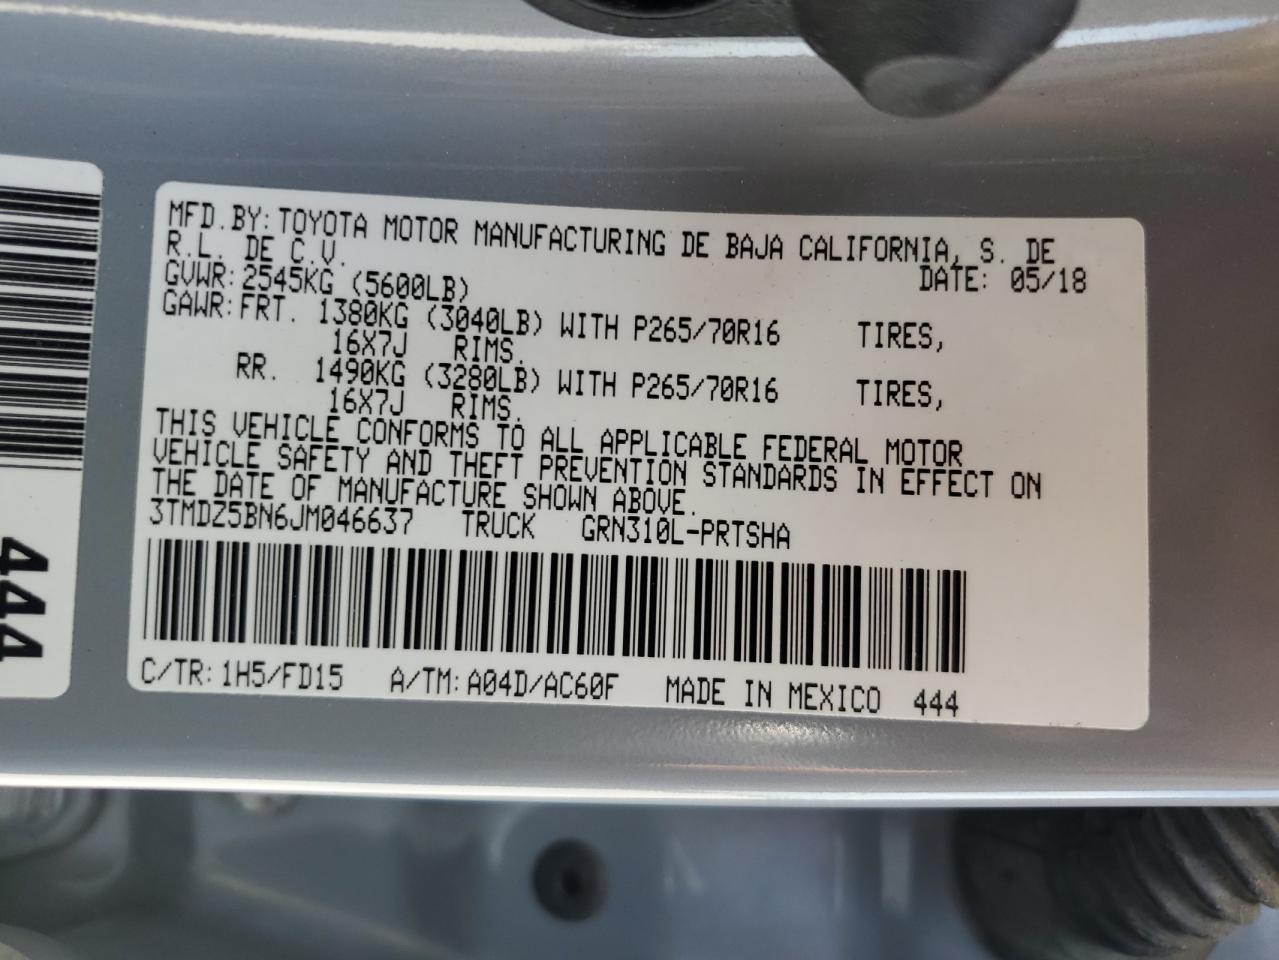 MFD.BY: TOYOTA MOTOR MANUFACTURING DE BAJA CALIFORNIA, S. DE
R.L. DE C.V. DATE: 05/18
GVWR: 2545KG (5600LB)
GAWR: FRT. 1380KG (3040LB) WITH P265/70R16 TIRES,
16X7J RIMS.
RR. 1490KG (3280LB) WITH P265/70R16 TIRES,
16X7J RIMS.
THIS VEHICLE CONFORMS TO ALL APPLICABLE FEDERAL MOTOR
VEHICLE SAFETY AND THEFT PREVENTION STANDARDS IN EFFECT ON
THE DATE OF MANUFACTURE SHOWN ABOVE.
3TMDZ5BN6JM046637 TRUCK GRN310L-PRTSHA
C/TR: 1H5/FD15 A/TM: A04D/AC60F MADE IN MEXICO 444
444